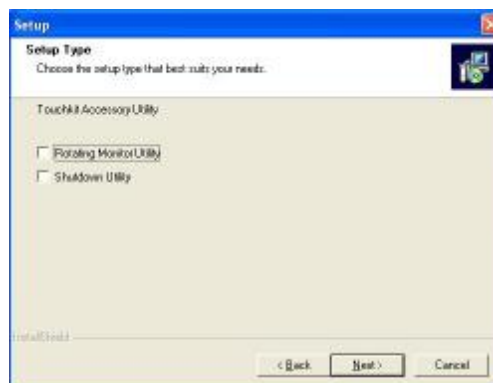 Setup
Setup Type
Choose the setup type that best suits your needs.
Touchkit Accessory Utility
Rotating Monitor Utility
Shutdown Utility
InstallShield
< Back
Next >
Cancel